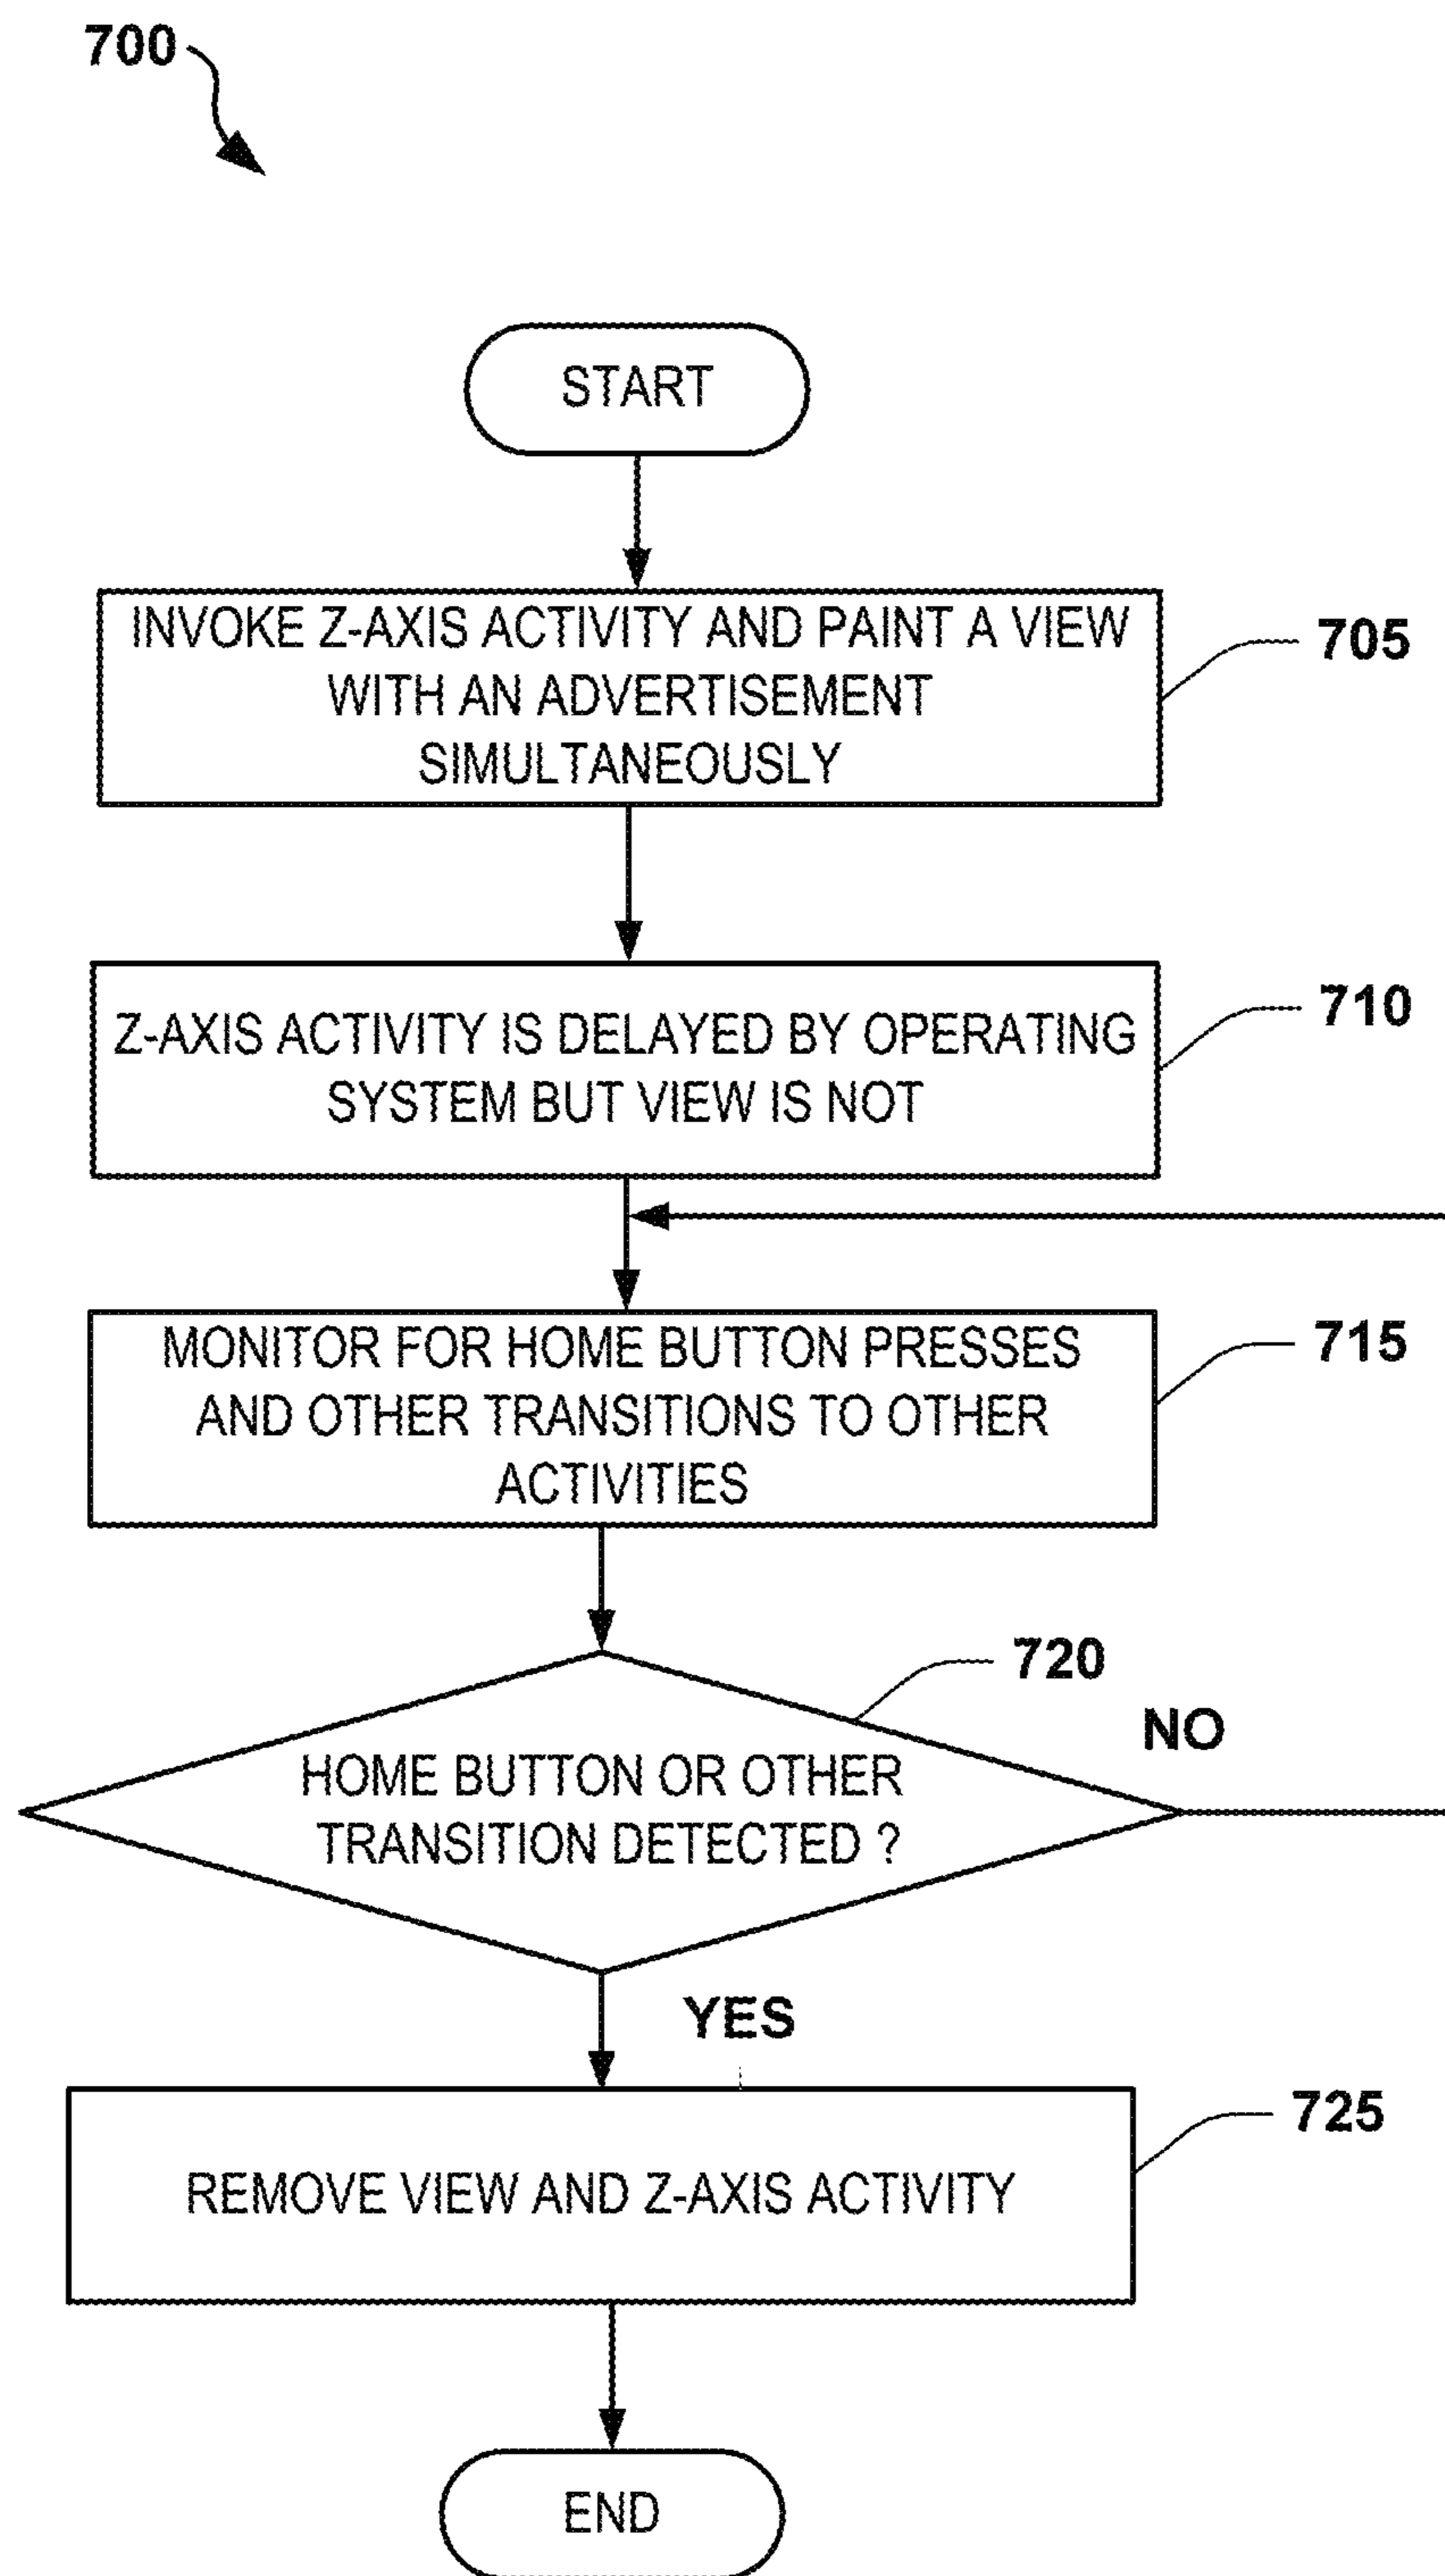 700
START
INVOKE Z-AXIS ACTIVITY AND PAINT A VIEW
WITH AN ADVERTISEMENT
SIMULTANEOUSLY
705
Z-AXIS ACTIVITY IS DELAYED BY OPERATING
SYSTEM BUT VIEW IS NOT
710
MONITOR FOR HOME BUTTON PRESSES
AND OTHER TRANSITIONS TO OTHER
ACTIVITIES
715
HOME BUTTON OR OTHER
TRANSITION DETECTED ?
720
NO
YES
REMOVE VIEW AND Z-AXIS ACTIVITY
725
END